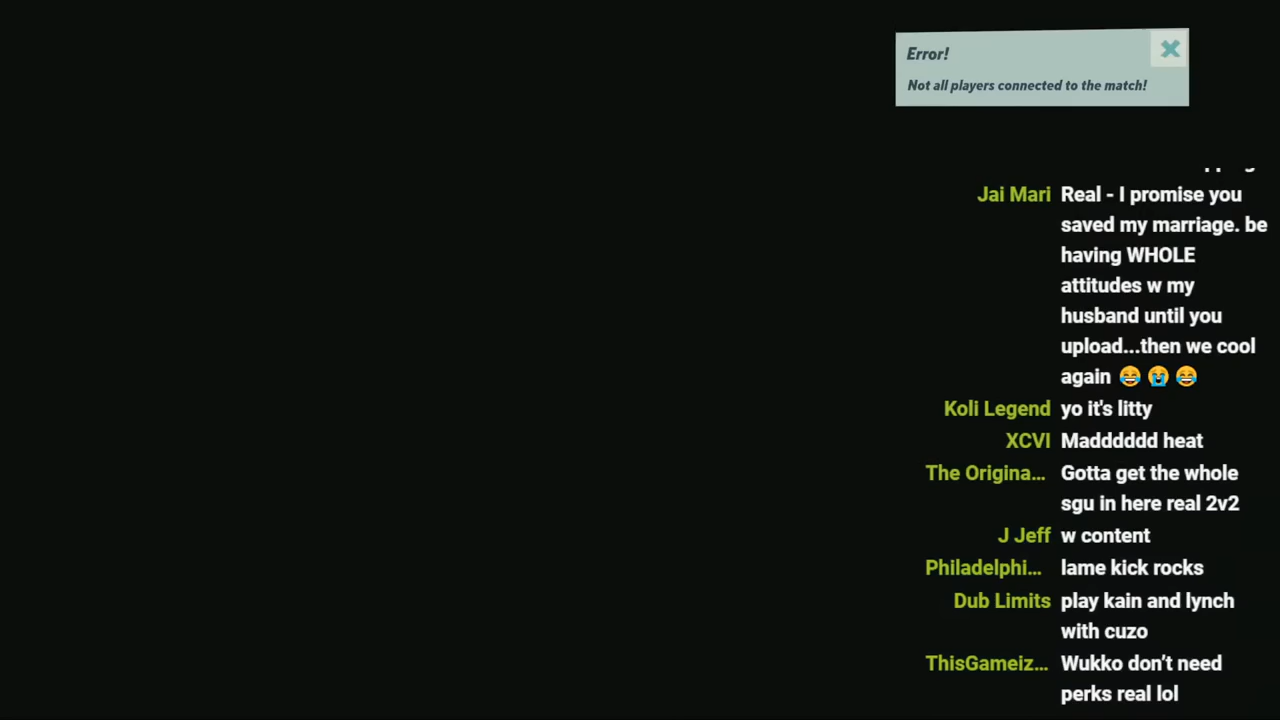 Error!
Not all players connected to the match!
Jai Mari Real - I promise you
saved my marriage. be
having WHOLE
attitudes w my
husband until you
upload...then we cool
again 😂 😭 😂
Koli Legend yo it's litty
XCVI Madddddd heat
The Origina... Gotta get the whole
sgu in here real 2v2
J Jeff w content
Philadelphi... lame kick rocks
Dub Limits play kain and lynch
with cuzo
ThisGameiz... Wukko don’t need
perks real lol